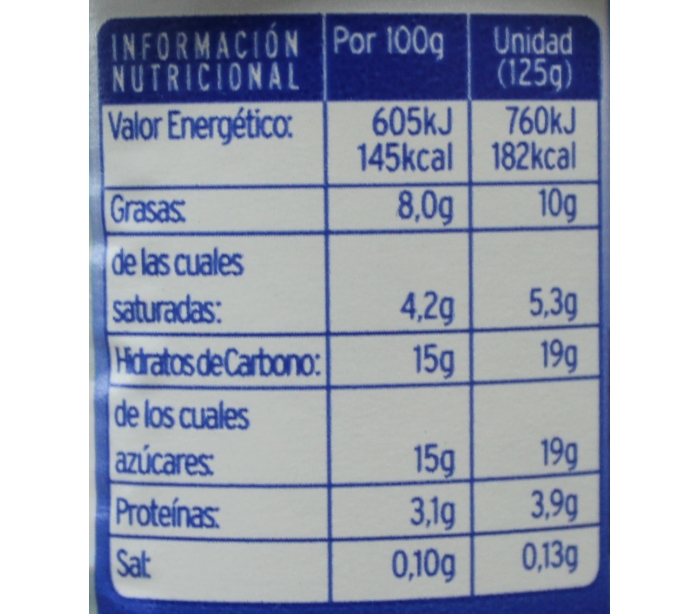 INFORMACIÓN NUTRICIONAL Por 100g Unidad (125g)
Valor Energético: 605kJ 760kJ
145kcal 182kcal
Grasas: 8,0g 10g
de las cuales
saturadas: 4,2g 5,3g
Hidratos de Carbono: 15g 19g
de los cuales
azúcares: 15g 19g
Proteínas: 3,1g 3,9g
Sal: 0,10g 0,13g